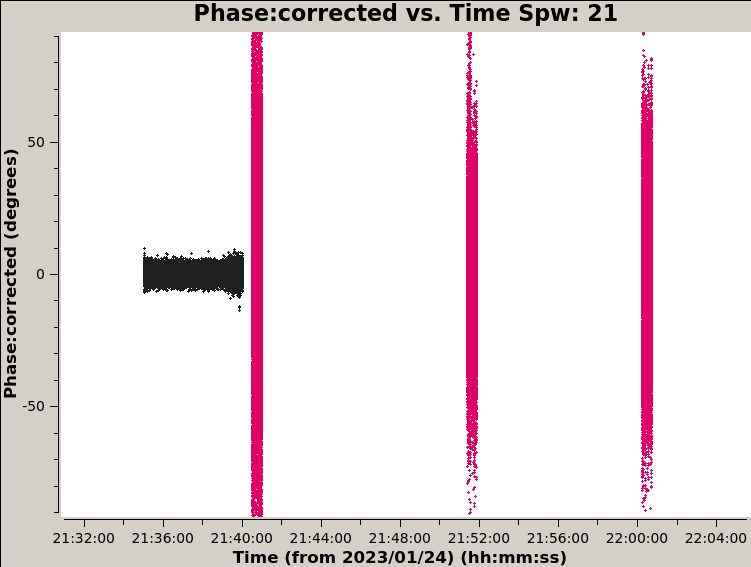 Phase:corrected vs. Time Spw: 21
Phase:corrected (degrees)
50
0
-50
21:32:00 21:36:00 21:40:00 21:44:00 21:48:00 21:52:00 21:56:00 22:00:00 22:04:00
Time (from 2023/01/24) (hh:mm:ss)